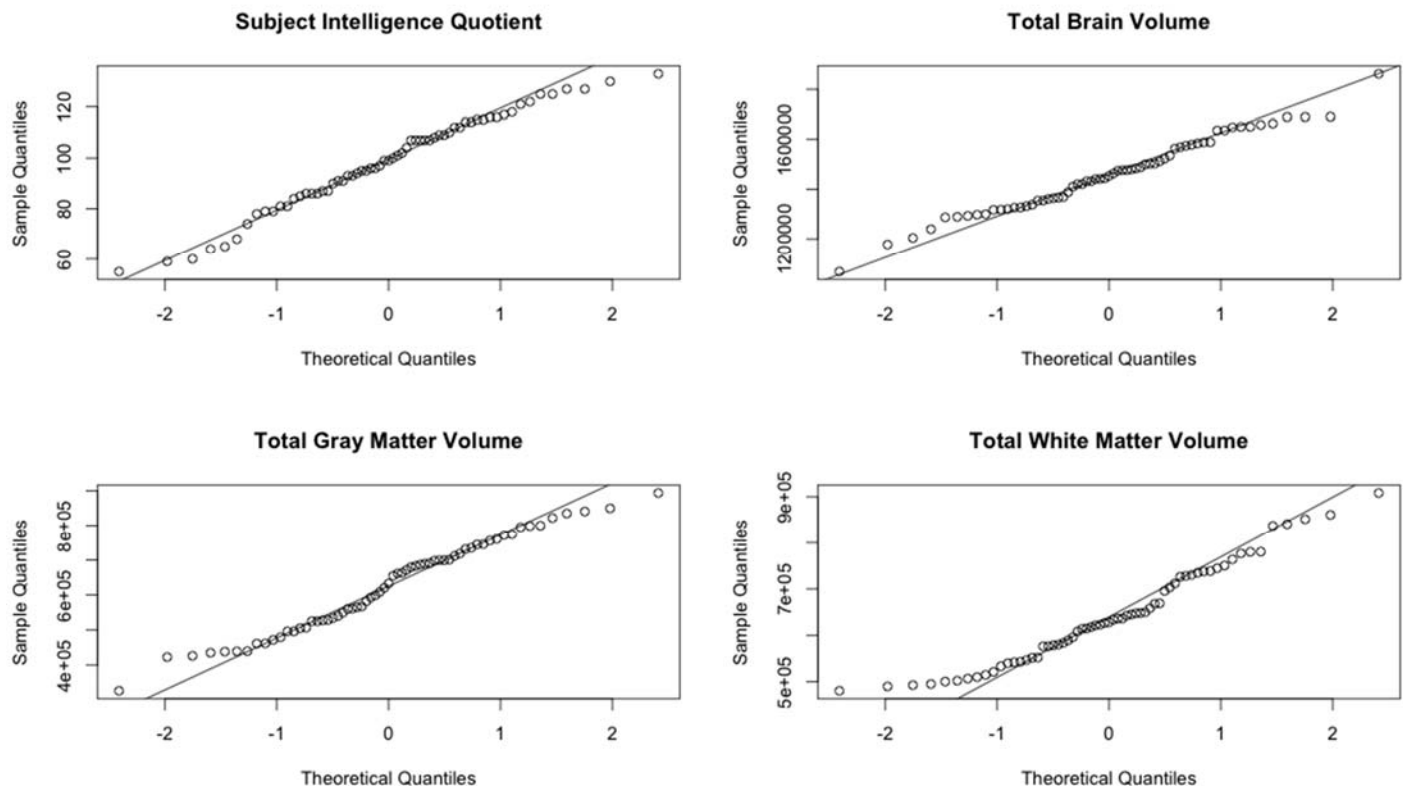 Subject Intelligence Quotient
Sample Quantiles
60 80 100 120
-2 -1 0 1 2
Theoretical Quantiles
Total Brain Volume
Sample Quantiles
1200000 1600000
-2 -1 0 1 2
Theoretical Quantiles
Total Gray Matter Volume
Sample Quantiles
4e+05 6e+05 8e+05
-2 -1 0 1 2
Theoretical Quantiles
Total White Matter Volume
Sample Quantiles
5e+05 7e+05 9e+05
-2 -1 0 1 2
Theoretical Quantiles